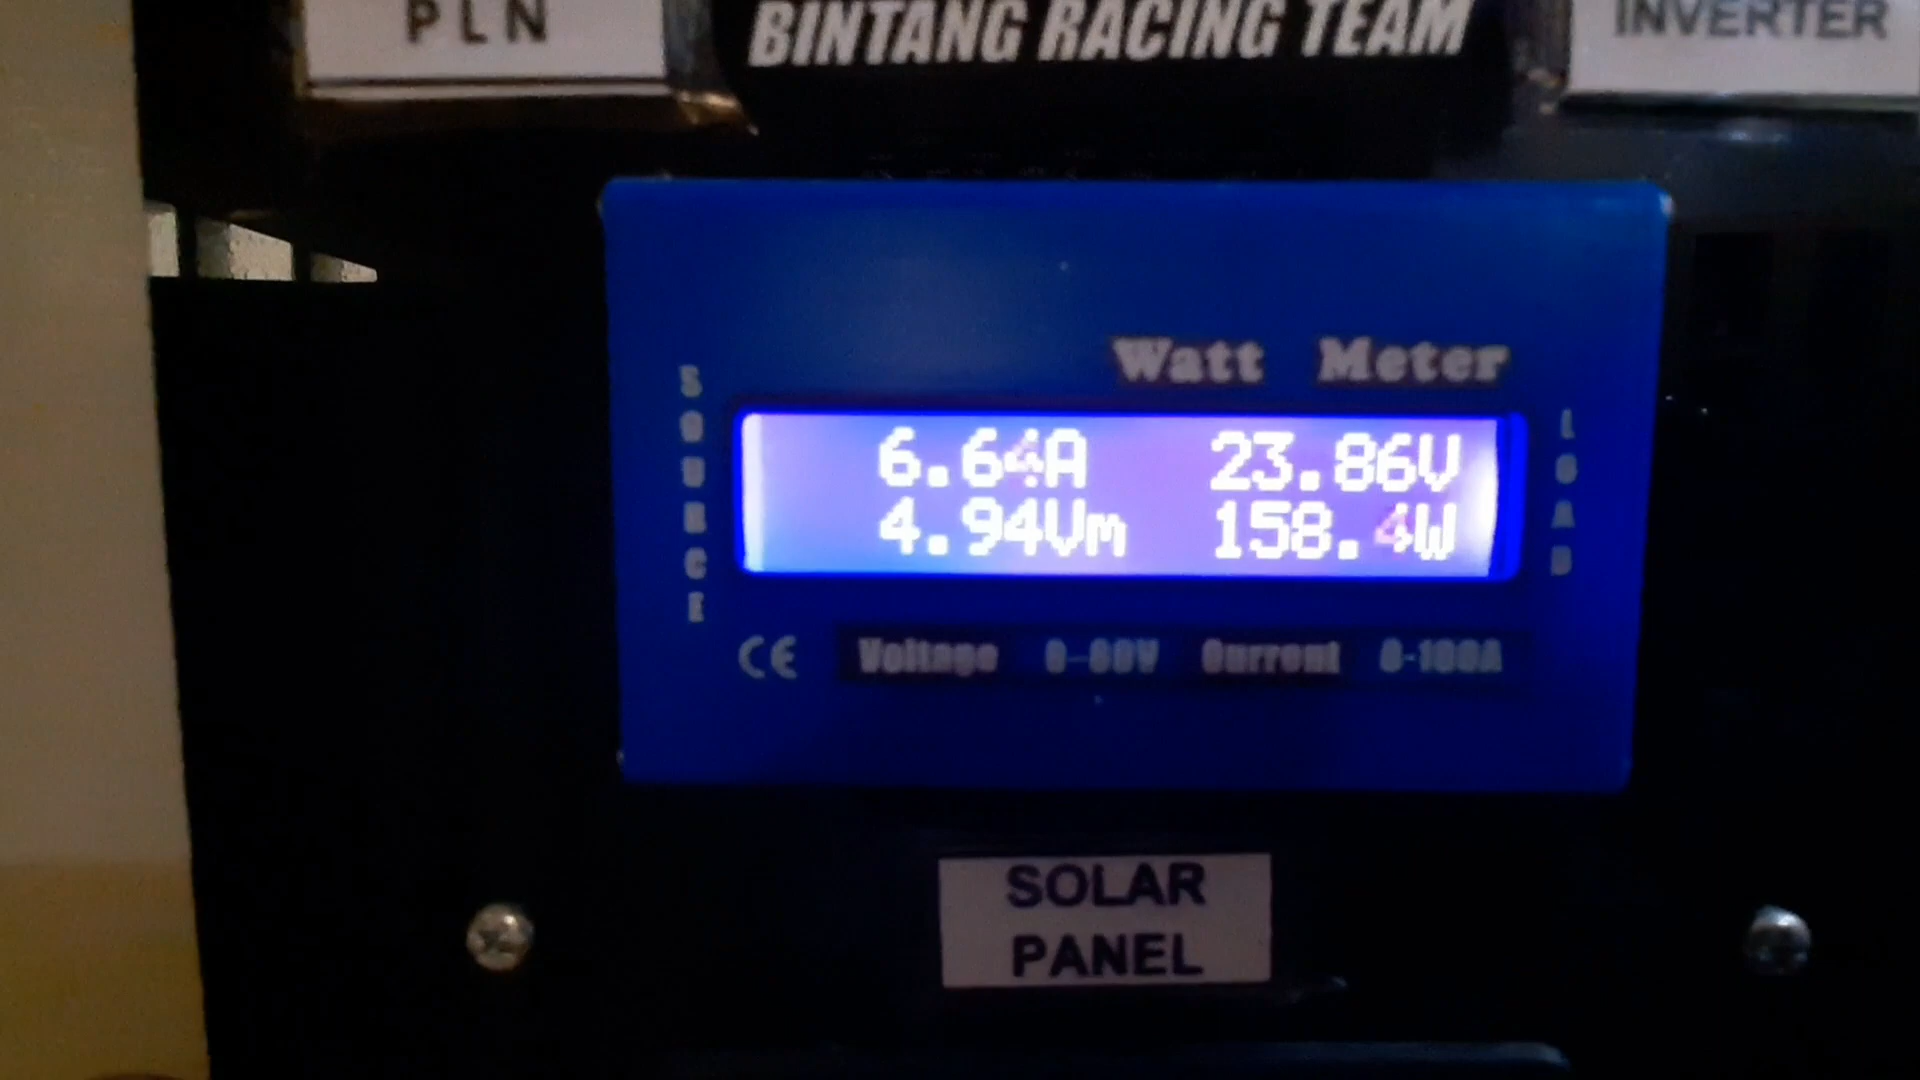 PLN
BINTANG RACING TEAM
INVERTER
Watt Meter
SOURCE
6.64A 23.86V
4.94Vm 158.4W
LOAD
CE Voltage 0-60V Current 0-100A
SOLAR
PANEL